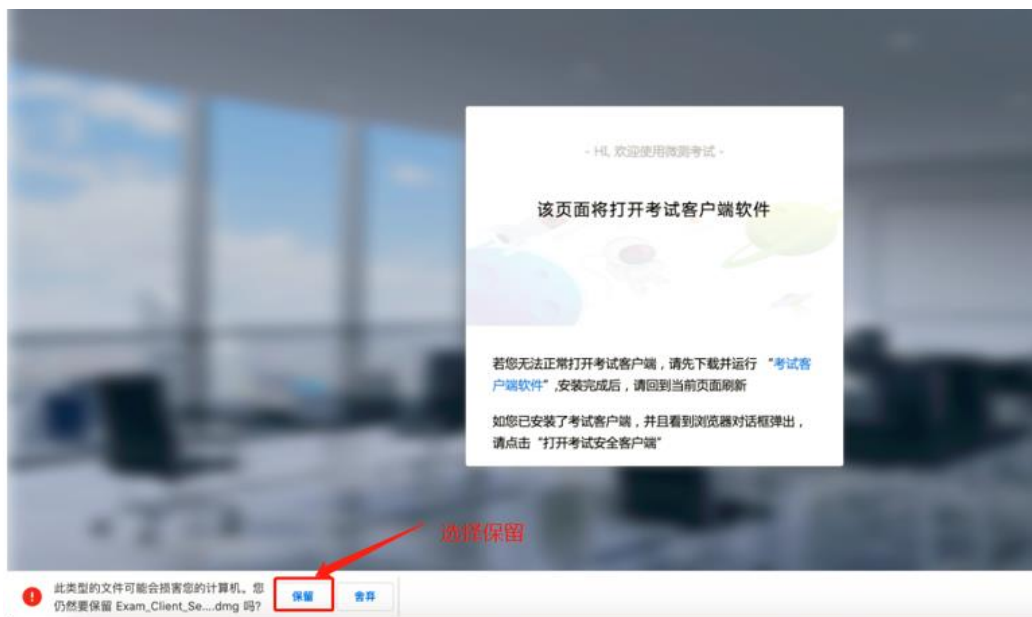 - HI, 欢迎使用微测考试 -
该页面将打开考试客户端软件
若您无法正常打开考试客户端，请先下载并运行 “考试客
户端软件”,安装完成后，请回到当前页面刷新
如您已安装了考试客户端，并且看到浏览器对话框弹出，
请点击“打开考试安全客户端”
选择保留
此类型的文件可能会损害您的计算机。您
仍然要保留 Exam_Client_Se....dmg 吗?
保留
舍弃